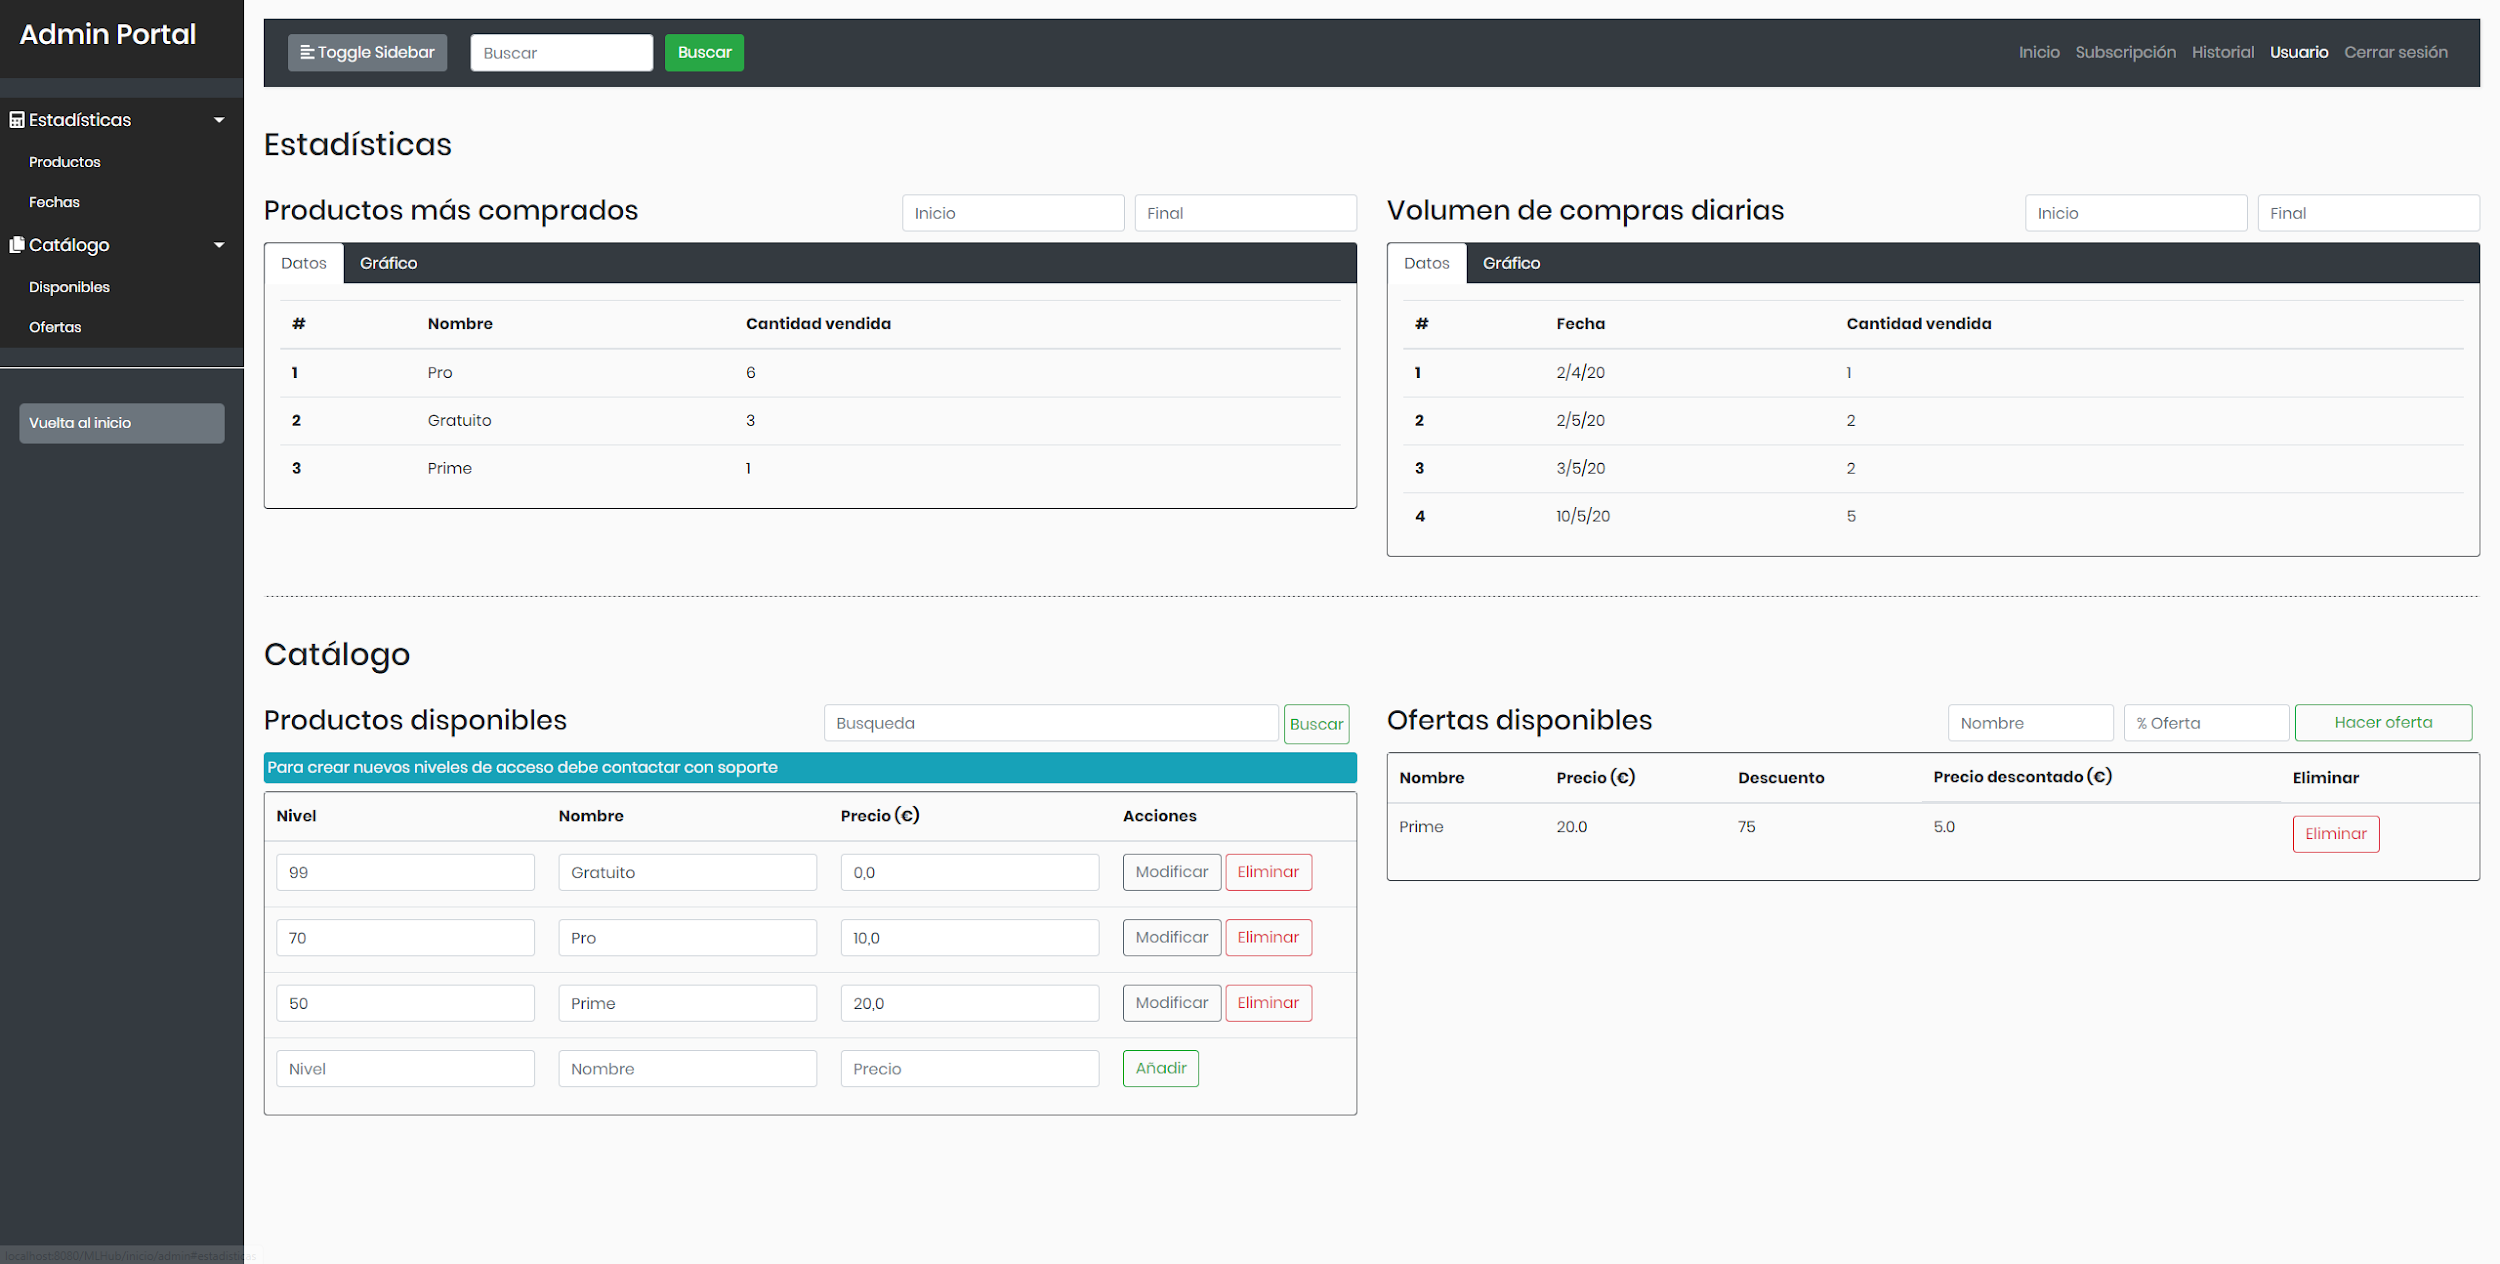 Admin Portal
Toggle Sidebar
Buscar
Buscar
Inicio Subscripción Historial Usuario Cerrar sesión
Estadísticas
Productos
Fechas
Catálogo
Disponibles
Ofertas
Vuelta al inicio
Estadísticas
Productos más comprados
Inicio
Final
Datos Gráfico
# Nombre Cantidad vendida
1 Pro 6
2 Gratuito 3
3 Prime 1
Volumen de compras diarias
Inicio
Final
Datos Gráfico
# Fecha Cantidad vendida
1 2/4/20 1
2 2/5/20 2
3 3/5/20 2
4 10/5/20 5
Catálogo
Productos disponibles
Busqueda
Buscar
Para crear nuevos niveles de acceso debe contactar con soporte
Nivel Nombre Precio (€) Acciones
99 Gratuito 0,0 Modificar Eliminar
70 Pro 10,0 Modificar Eliminar
50 Prime 20,0 Modificar Eliminar
Nivel Nombre Precio Añadir
Ofertas disponibles
Nombre
% Oferta
Hacer oferta
Nombre Precio (€) Descuento Precio descontado (€) Eliminar
Prime 20.0 75 5.0 Eliminar
localhost:8080/MLHub/inicio/admin#estadisticas